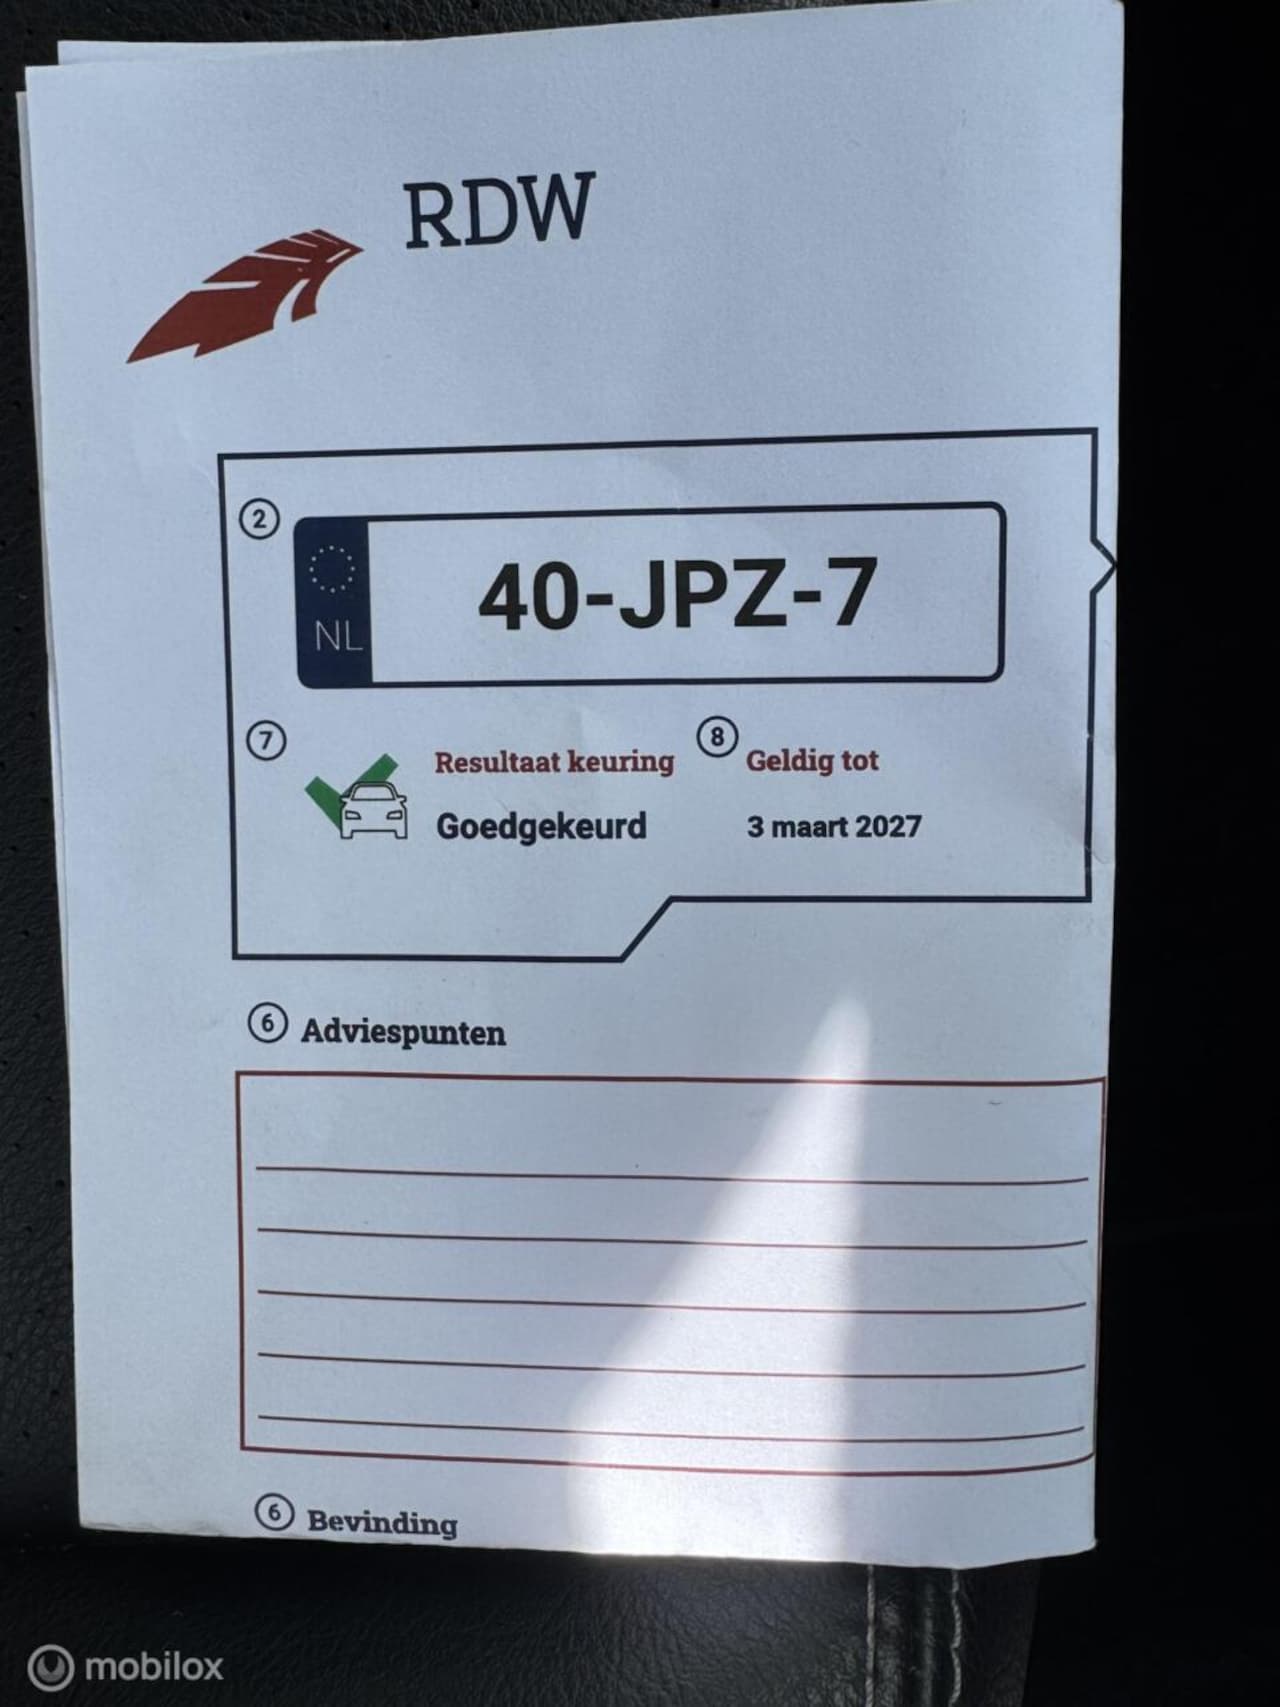 RDW
2
NL
40-JPZ-7
7
Resultaat keuring
8
Geldig tot
Goedgekeurd
3 maart 2027
6 Adviespunten
6 Bevinding
mobilox